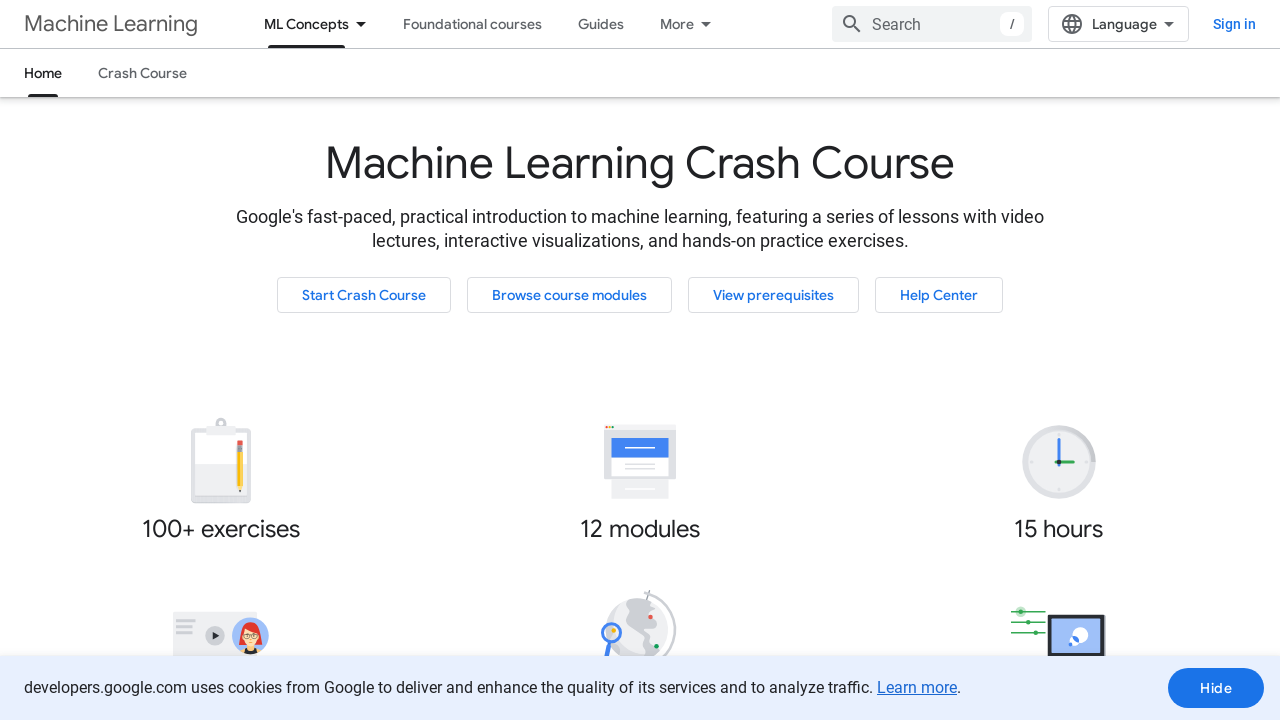 Machine Learning
ML Concepts
Foundational courses
Guides
More
Search
/
Language
Sign in
Home
Crash Course
Machine Learning Crash Course
Google's fast-paced, practical introduction to machine learning, featuring a series of lessons with video
lectures, interactive visualizations, and hands-on practice exercises.
Start Crash Course
Browse course modules
View prerequisites
Help Center
100+ exercises
12 modules
15 hours
developers.google.com uses cookies from Google to deliver and enhance the quality of its services and to analyze traffic. Learn more.
Hide